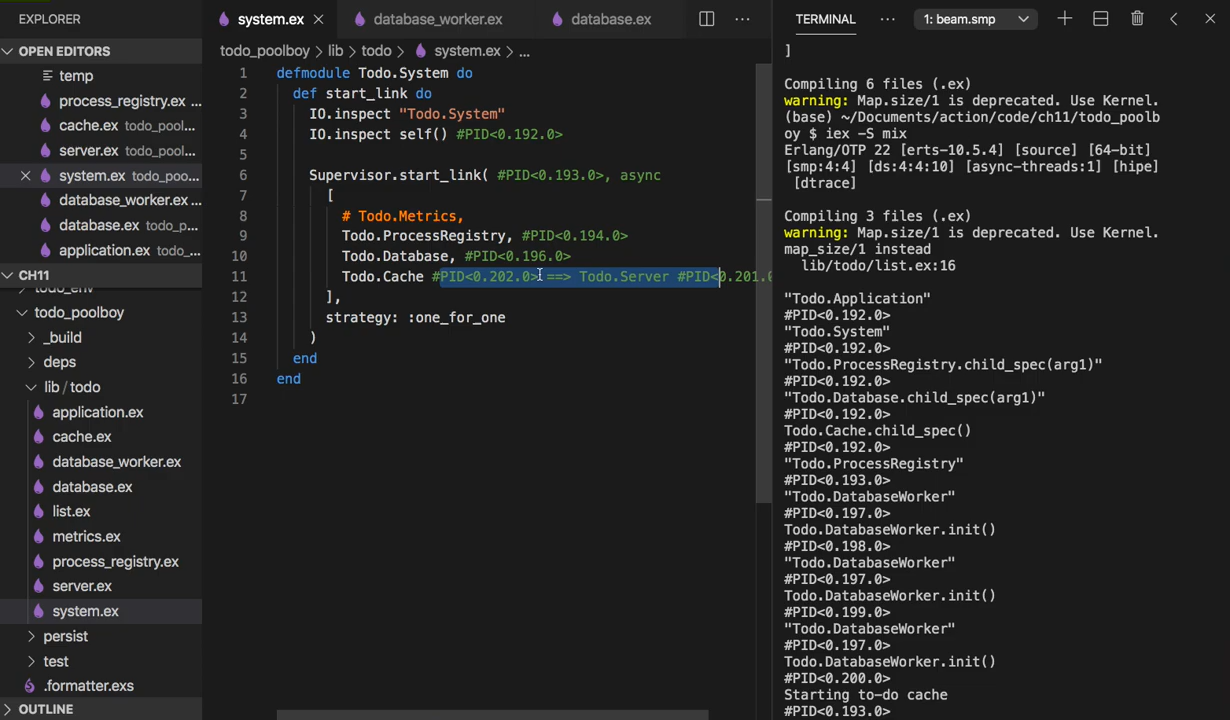 EXPLORER
OPEN EDITORS
temp
process_registry.ex ...
cache.ex todo_pool...
server.ex todo_pool...
system.ex todo_poo...
database_worker.ex ...
database.ex todo_p...
application.ex todo_...
CH11
todo_env
todo_poolboy
_build
deps
lib / todo
application.ex
cache.ex
database_worker.ex
database.ex
list.ex
metrics.ex
process_registry.ex
server.ex
system.ex
persist
test
.formatter.exs
OUTLINE
system.ex
database_worker.ex
database.ex
...
todo_poolboy > lib > todo > system.ex > ...
1 defmodule Todo.System do
2 def start_link do
3 IO.inspect "Todo.System"
4 IO.inspect self() #PID<0.192.0>
5
6 Supervisor.start_link( #PID<0.193.0>, async
7 [
8 # Todo.Metrics,
9 Todo.ProcessRegistry, #PID<0.194.0>
10 Todo.Database, #PID<0.196.0>
11 Todo.Cache #PID<0.202.0> ==> Todo.Server #PID<0.201.0
12 ],
13 strategy: :one_for_one
14 )
15 end
16 end
17
TERMINAL
...
1: beam.smp
]
Compiling 6 files (.ex)
warning: Map.size/1 is deprecated. Use Kernel.
(base) ~/Documents/action/code/ch11/todo_poolb
oy $ iex -S mix
Erlang/OTP 22 [erts-10.5.4] [source] [64-bit]
[smp:4:4] [ds:4:4:10] [async-threads:1] [hipe]
[dtrace]
Compiling 3 files (.ex)
warning: Map.size/1 is deprecated. Use Kernel.
map_size/1 instead
lib/todo/list.ex:16
"Todo.Application"
#PID<0.192.0>
"Todo.System"
#PID<0.192.0>
"Todo.ProcessRegistry.child_spec(arg1)"
#PID<0.192.0>
"Todo.Database.child_spec(arg1)"
#PID<0.192.0>
Todo.Cache.child_spec()
#PID<0.192.0>
"Todo.ProcessRegistry"
#PID<0.193.0>
"Todo.DatabaseWorker"
#PID<0.197.0>
Todo.DatabaseWorker.init()
#PID<0.198.0>
"Todo.DatabaseWorker"
#PID<0.197.0>
Todo.DatabaseWorker.init()
#PID<0.199.0>
"Todo.DatabaseWorker"
#PID<0.197.0>
Todo.DatabaseWorker.init()
#PID<0.200.0>
Starting to-do cache
#PID<0.193.0>